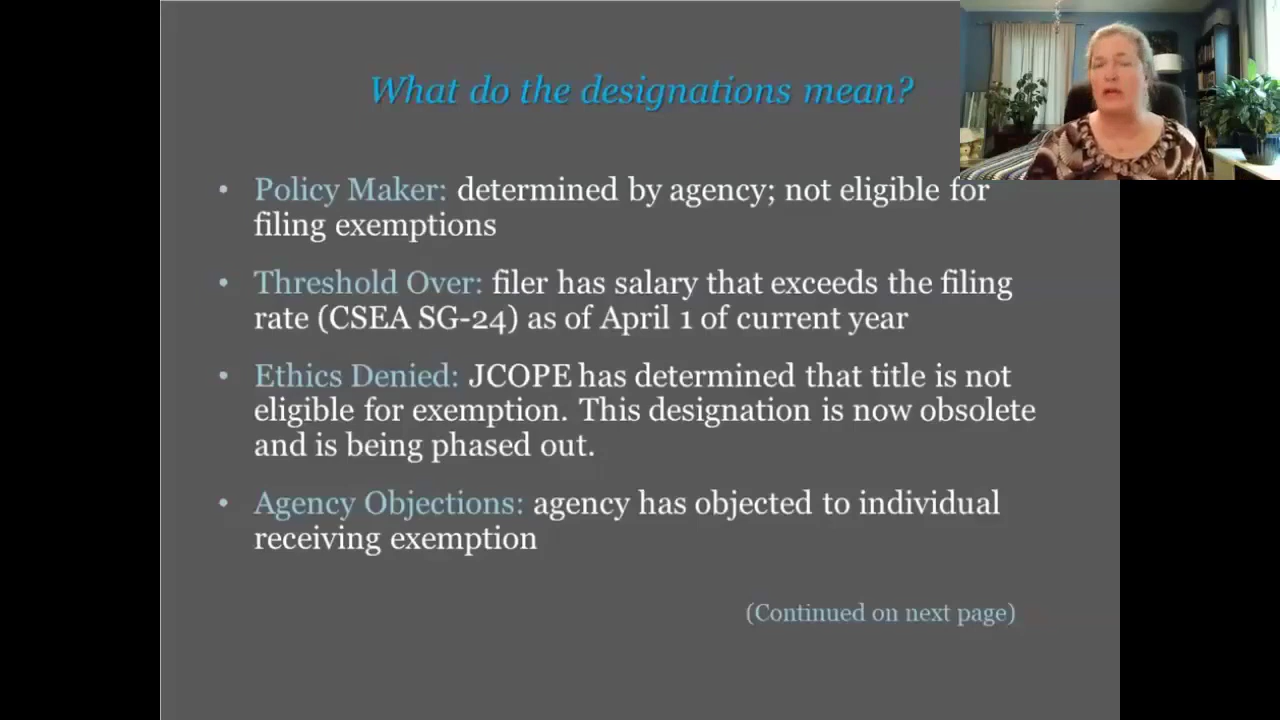 What do the designations mean?
• Policy Maker: determined by agency; not eligible for
filing exemptions
• Threshold Over: filer has salary that exceeds the filing
rate (CSEA SG-24) as of April 1 of current year
• Ethics Denied: JCOPE has determined that title is not
eligible for exemption. This designation is now obsolete
and is being phased out.
• Agency Objections: agency has objected to individual
receiving exemption
(Continued on next page)